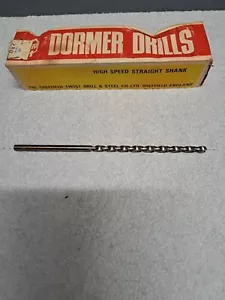 DORMER DRILLS
HIGH SPEED STRAIGHT SHANK
THE SHEFFIELD TWIST DRILL & STEEL CO LTD SHEFFIELD ENGLAND